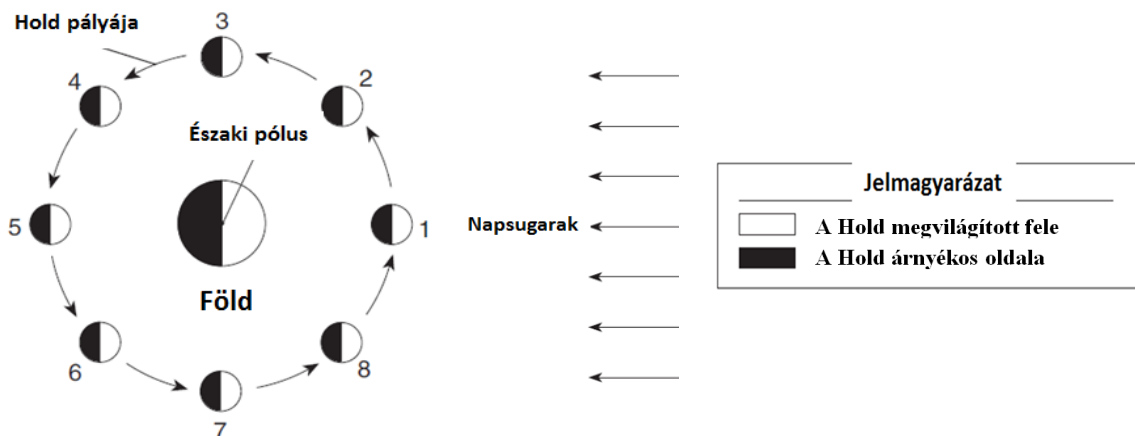 Hold pályája
3
4
2
Északi pólus
5
1
Napsugarak
Föld
6
8
7
Jelmagyarázat
A Hold megvilágított fele
A Hold árnyékos oldala